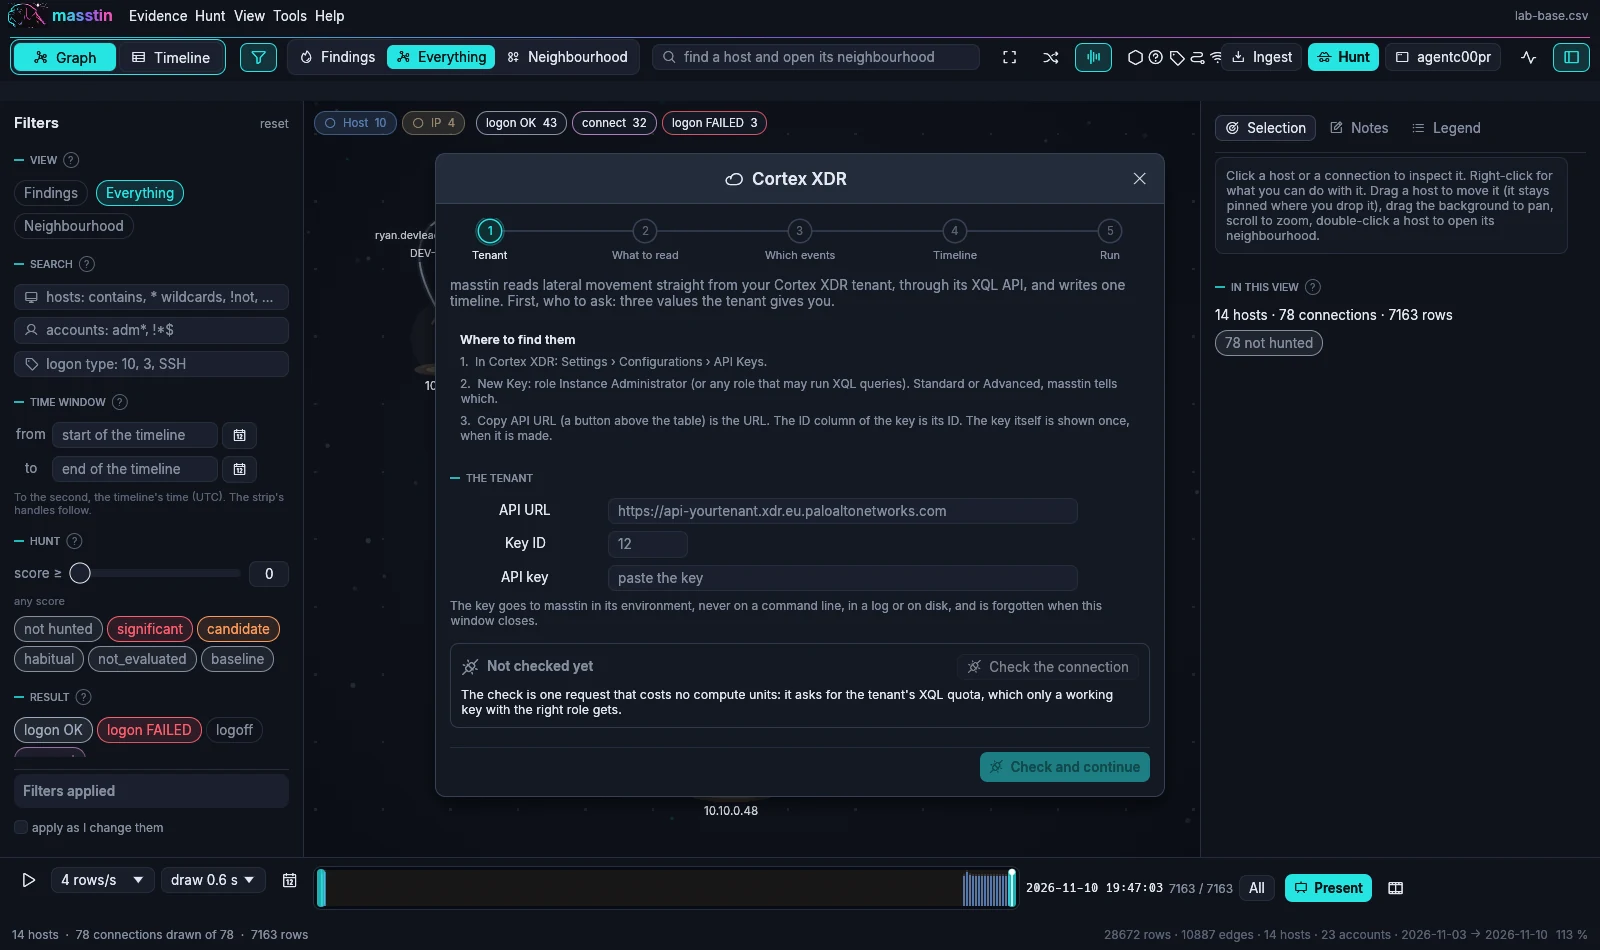 masstin
Evidence Hunt View Tools Help
lab-base.csv
Graph
Timeline
Findings
Everything
Neighbourhood
find a host and open its neighbourhood
Ingest
Hunt
agentc00pr
Filters
reset
VIEW ?
Findings
Everything
Neighbourhood
SEARCH ?
hosts: contains, * wildcards, !not, ...
accounts: adm*, !*$
logon type: 10, 3, SSH
TIME WINDOW ?
from start of the timeline
to end of the timeline
To the second, the timeline's time (UTC). The strip's
handles follow.
HUNT ?
score ≥ 0
any score
not hunted significant candidate
habitual not_evaluated baseline
RESULT ?
logon OK logon FAILED logoff
Filters applied
apply as I change them
Host 10
IP 4
logon OK 43
connect 32
logon FAILED 3
ryan.devlea
DEV-
10
10.10.0.48
Cortex XDR
1 2 3 4 5
Tenant What to read Which events Timeline Run
masstin reads lateral movement straight from your Cortex XDR tenant, through its XQL API, and writes one
timeline. First, who to ask: three values the tenant gives you.
Where to find them
1. In Cortex XDR: Settings › Configurations › API Keys.
2. New Key: role Instance Administrator (or any role that may run XQL queries). Standard or Advanced, masstin tells
which.
3. Copy API URL (a button above the table) is the URL. The ID column of the key is its ID. The key itself is shown once,
when it is made.
THE TENANT
API URL https://api-yourtenant.xdr.eu.paloaltonetworks.com
Key ID 12
API key paste the key
The key goes to masstin in its environment, never on a command line, in a log or on disk, and is forgotten when this
window closes.
Not checked yet
Check the connection
The check is one request that costs no compute units: it asks for the tenant's XQL quota, which only a working
key with the right role gets.
Check and continue
Selection
Notes
Legend
Click a host or a connection to inspect it. Right-click for
what you can do with it. Drag a host to move it (it stays
pinned where you drop it), drag the background to pan,
scroll to zoom, double-click a host to open its
neighbourhood.
IN THIS VIEW ?
14 hosts · 78 connections · 7163 rows
78 not hunted
4 rows/s
draw 0.6 s
2026-11-10 19:47:03 7163 / 7163
All
Present
14 hosts · 78 connections drawn of 78 · 7163 rows
28672 rows · 10887 edges · 14 hosts · 23 accounts · 2026-11-03 → 2026-11-10 113 %